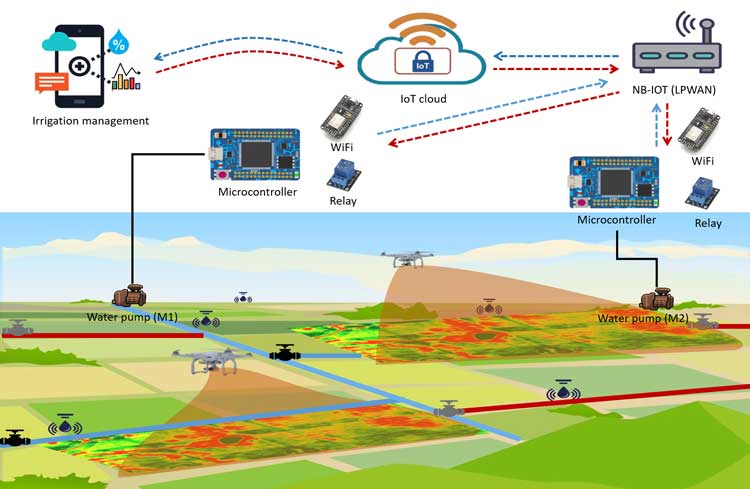 %
IoT
Irrigation management
IoT cloud
NB-IOT (LPWAN)
WiFi
WiFi
Microcontroller
Relay
Microcontroller
Relay
Water pump (M1)
Water pump (M2)